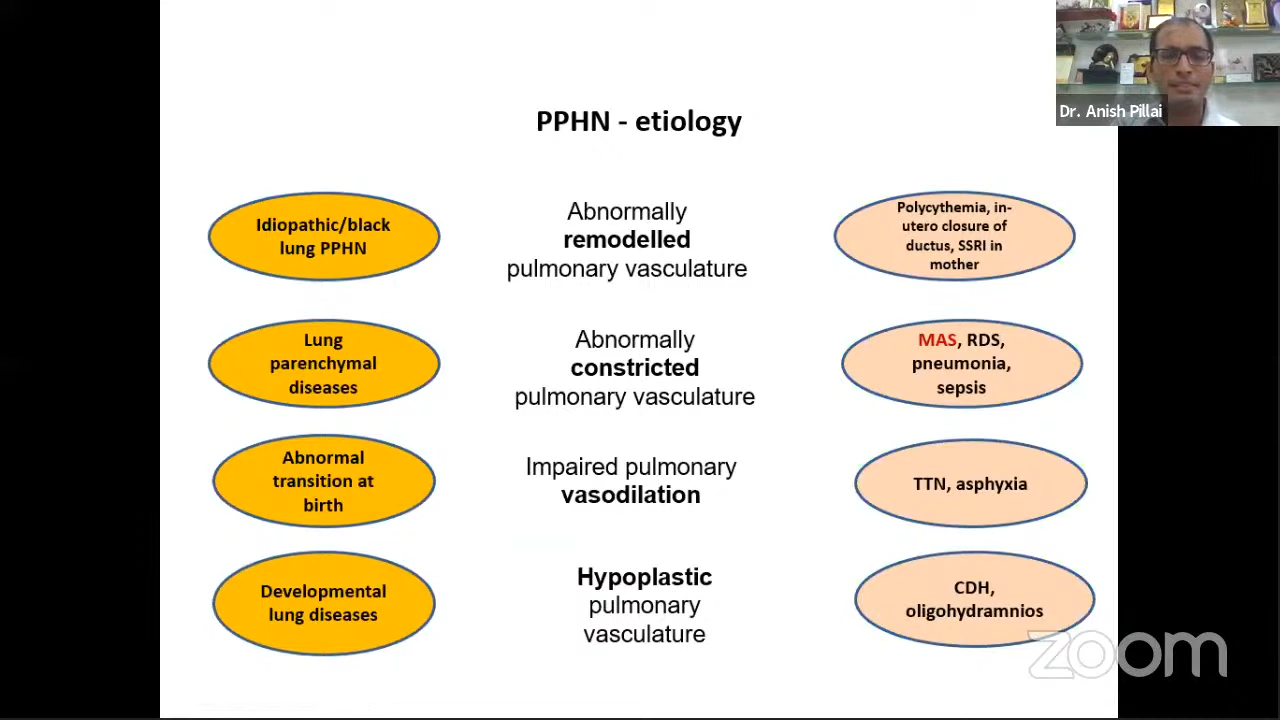 Dr. Anish Pillai
PPHN - etiology
Idiopathic/black
lung PPHN
Abnormally
remodelled
pulmonary vasculature
Polycythemia, in-
utero closure of
ductus, SSRI in
mother
Lung
parenchymal
diseases
Abnormally
constricted
pulmonary vasculature
MAS, RDS,
pneumonia,
sepsis
Abnormal
transition at
birth
Impaired pulmonary
vasodilation
TTN, asphyxia
Developmental
lung diseases
Hypoplastic
pulmonary
vasculature
CDH,
oligohydramnios
zoom